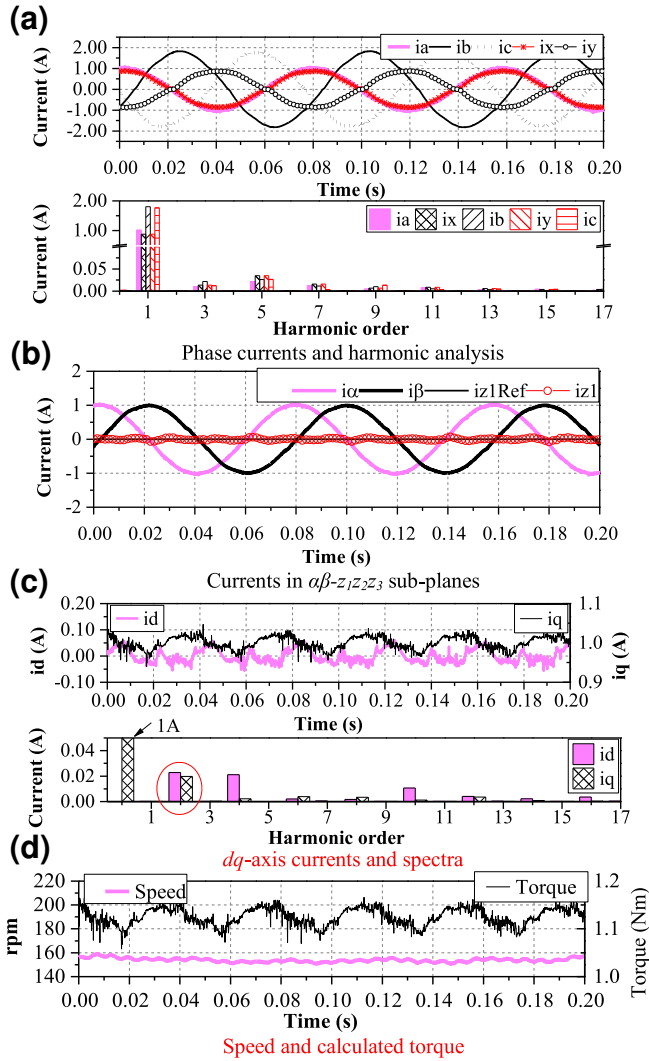 (a)
2.00
1.00
0.00
-1.00
-2.00
Current (A)
ia ib ic ix iy
0.00 0.02 0.04 0.06 0.08 0.10 0.12 0.14 0.16 0.18 0.20
Time (s)
2.00
1.00
0.05
0.00
Current (A)
ia ix ib iy ic
1 3 5 7 9 11 13 15 17
Harmonic order
Phase currents and harmonic analysis
(b)
2
1
0
-1
-2
Current (A)
iα iβ iz1Ref iz1
0.00 0.02 0.04 0.06 0.08 0.10 0.12 0.14 0.16 0.18 0.20
Time (s)
Currents in αβ-z1z2z3 sub-planes
(c)
0.20
0.10
0.00
-0.10
id (A)
id
iq
1.1
1.0
0.9
iq (A)
0.00 0.02 0.04 0.06 0.08 0.10 0.12 0.14 0.16 0.18 0.20
Time (s)
0.04
0.02
0.00
Current (A)
1A
id
iq
1 3 5 7 9 11 13 15 17
Harmonic order
dq-axis currents and spectra
(d)
220
200
180
160
140
rpm
Speed
Torque
1.2
1.1
1.0
Torque (Nm)
0.00 0.02 0.04 0.06 0.08 0.10 0.12 0.14 0.16 0.18 0.20
Time (s)
Speed and calculated torque